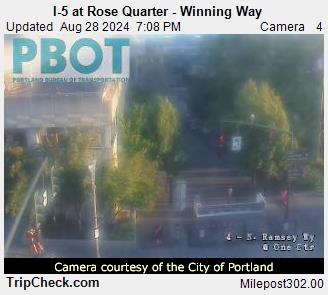 I-5 at Rose Quarter - Winning Way
Updated Aug 28 2024 7:08 PM Camera 4
PBOT
PORTLAND BUREAU OF TRANSPORTATION
4 - N. Ramsey Wy
@ One Ctr
Camera courtesy of the City of Portland
TripCheck.com Milepost302.00